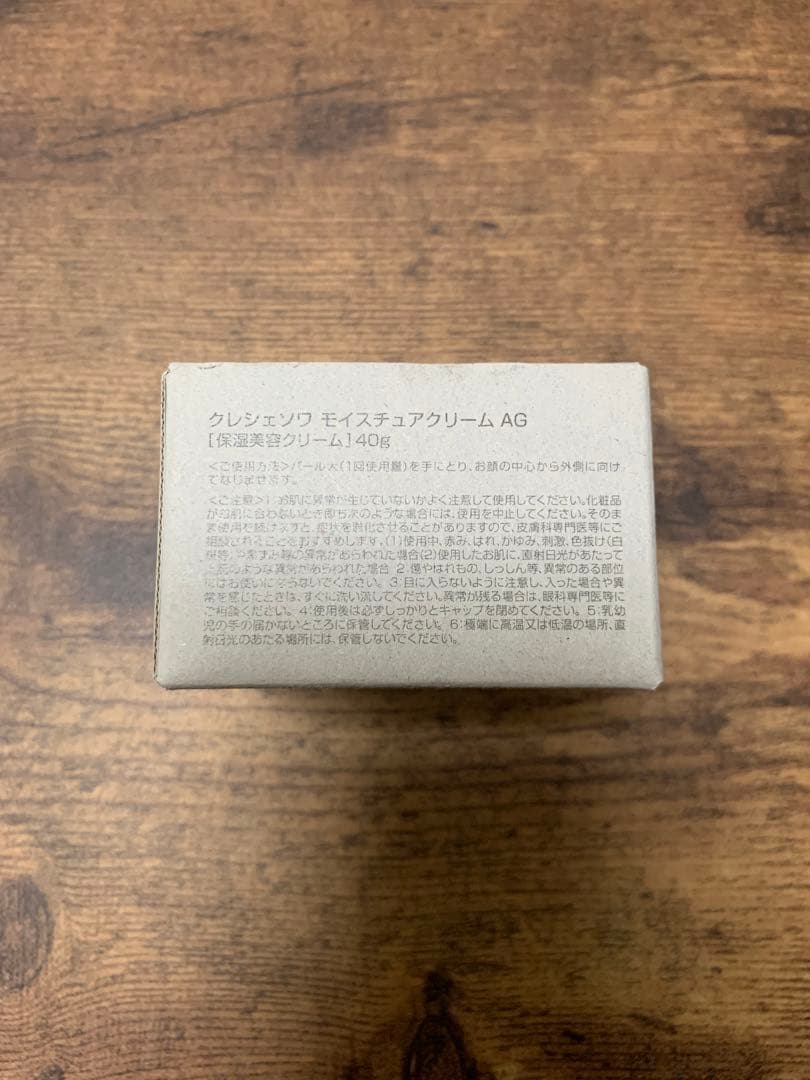 クレシェソワ モイスチュアクリーム AG
[保湿美容クリーム]40g
<ご使用方法>パール大(1回使用量)を手にとり、お顔の中心から外側に向け
てなじませます。
<ご注意>1:お肌に異常が生じていないかよく注意して使用してください。化粧品
がお肌に合わないとき即ち次のような場合には、使用を中止してください。そのま
ま使用を続けますと、症状を悪化させることがありますので、皮膚科専門医等にご
相談されることをおすすめします。(1)使用中、赤み、はれ、かゆみ、刺激、色抜け(白
斑等)や黒ずみ等の異常があらわれた場合(2)使用したお肌に、直射日光があたって
上記のような異常があらわれた場合 2:傷やはれもの、しっしん等、異常のある部位
にはお使いにならないでください。 3:目に入らないように注意し、入った場合や異
常を感じたときは、すぐに洗い流してください。異常が残る場合は、眼科専門医等に
ご相談ください。 4:使用後は必ずしっかりとキャップを閉めてください。 5:乳幼
児の手の届かないところに保管してください。 6:極端に高温又は低温の場所、直
射日光のあたる場所には、保管しないでください。